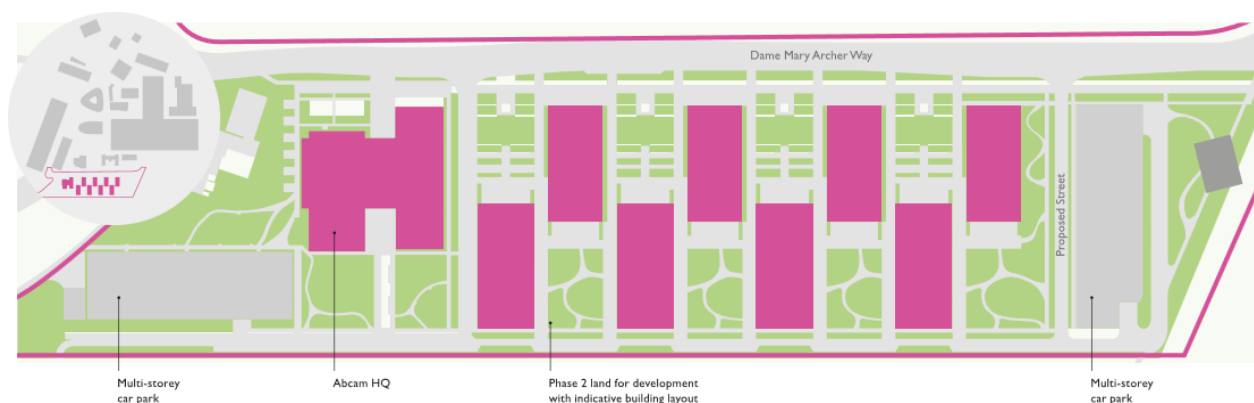 Dame Mary Archer Way
Proposed Street
Multi-storey
car park
Abcam HQ
Phase 2 land for development
with indicative building layout
Multi-storey
car park